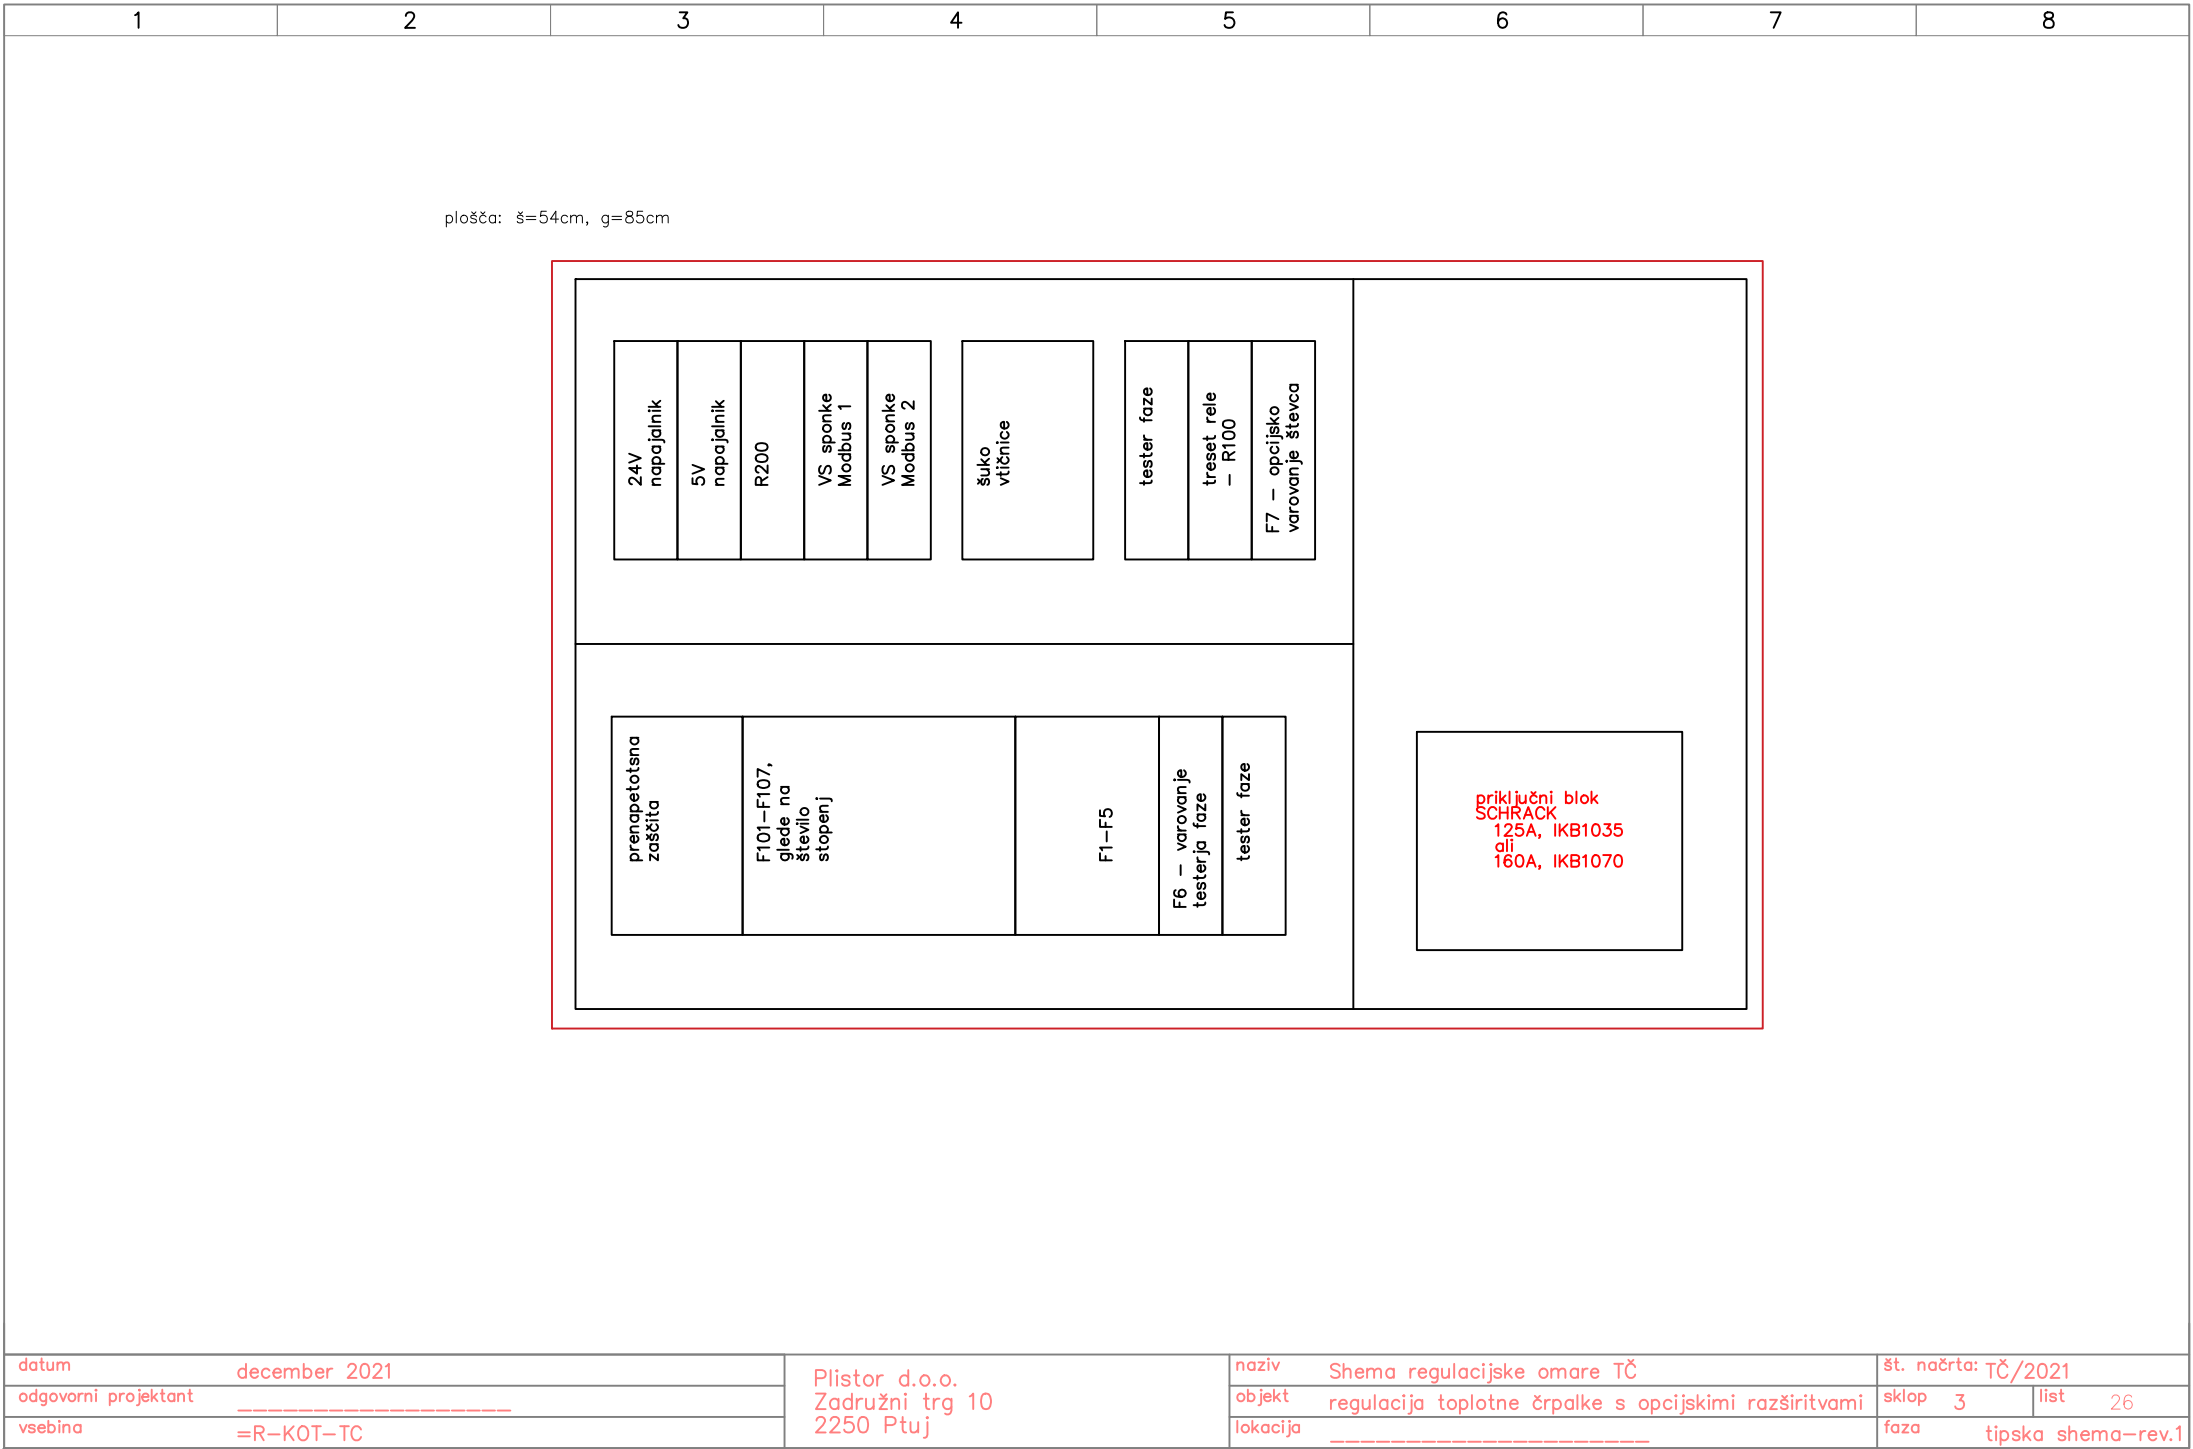 1 2 3 4 5 6 7 8
plošča: š=54cm, g=85cm
24V
napajalnik
5V
napajalnik
R200
VS sponke
Modbus 1
VS sponke
Modbus 2
šuko
vtičnice
tester faze
treset rele
– R100
F7 – opcijsko
varovanje števca
prenapetotsna
zaščita
F101–F107,
glede na
število
stopenj
F1–F5
F6 – varovanje
testerja faze
tester faze
priključni blok
SCHRACK
125A, IKB1035
ali
160A, IKB1070
datum december 2021
odgovorni projektant __________________
vsebina =R–KOT–TC
Plistor d.o.o.
Zadružni trg 10
2250 Ptuj
naziv Shema regulacijske omare TČ
objekt regulacija toplotne črpalke s opcijskimi razširitvami
lokacija _____________________
št. načrta: TČ/2021
sklop 3 list 26
faza tipska shema–rev.1